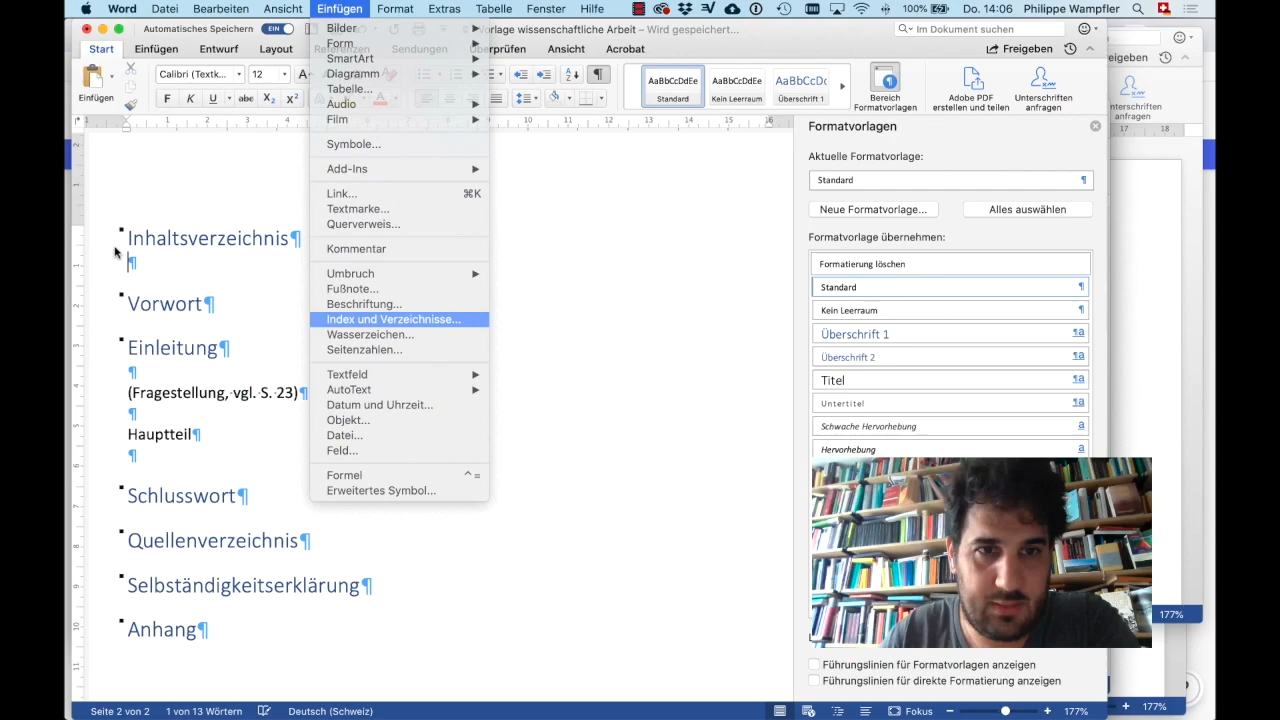 Word Datei Bearbeiten Ansicht Einfügen Format Extras Tabelle Fenster Hilfe 100% Do. 14:06 Philippe Wampfler
Automatisches Speichern EIN Vorlage wissenschaftliche Arbeit – Wird gespeichert... Im Dokument suchen
Start Einfügen Entwurf Layout Referenzen Überprüfen Ansicht Acrobat Freigeben
Einfügen
Calibri (Textk... 12
F K U abc X₂ X²
AaBbCcDdEe AaBbCcDdEe AaBbCcDc
Standard Kein Leerraum Überschrift 1
Bereich Formatvorlagen
Adobe PDF erstellen und teilen
Unterschriften anfragen
Bilder
Form
SmartArt
Diagramm
Tabelle...
Audio
Film
Symbole...
Add-Ins
Link... ⌘K
Textmarke...
Querverweis...
Kommentar
Umbruch
Fußnote...
Beschriftung...
Index und Verzeichnisse...
Wasserzeichen...
Seitenzahlen...
Textfeld
AutoText
Datum und Uhrzeit...
Objekt...
Datei...
Feld...
Formel ^ =
Erweitertes Symbol...
Inhaltsverzeichnis¶
¶
Vorwort¶
Einleitung¶
¶
(Fragestellung, vgl. S. 23)¶
¶
Hauptteil¶
¶
Schlusswort¶
Quellenverzeichnis¶
Selbständigkeitserklärung¶
Anhang¶
Formatvorlagen
Aktuelle Formatvorlage:
Standard ¶
Neue Formatvorlage... Alles auswählen
Formatvorlage übernehmen:
Formatierung löschen
Standard ¶
Kein Leerraum ¶
Überschrift 1 ¶a
Überschrift 2 ¶a
Titel ¶a
Untertitel ¶a
Schwache Hervorhebung a
Hervorhebung a
Führungslinien für Formatvorlagen anzeigen
Führungslinien für direkte Formatierung anzeigen
Seite 2 von 2 1 von 13 Wörtern Deutsch (Schweiz) Fokus 177%
177%
177%